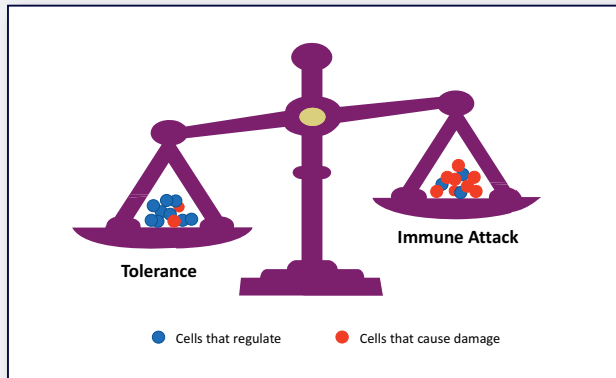 Tolerance
Immune Attack
Cells that regulate
Cells that cause damage